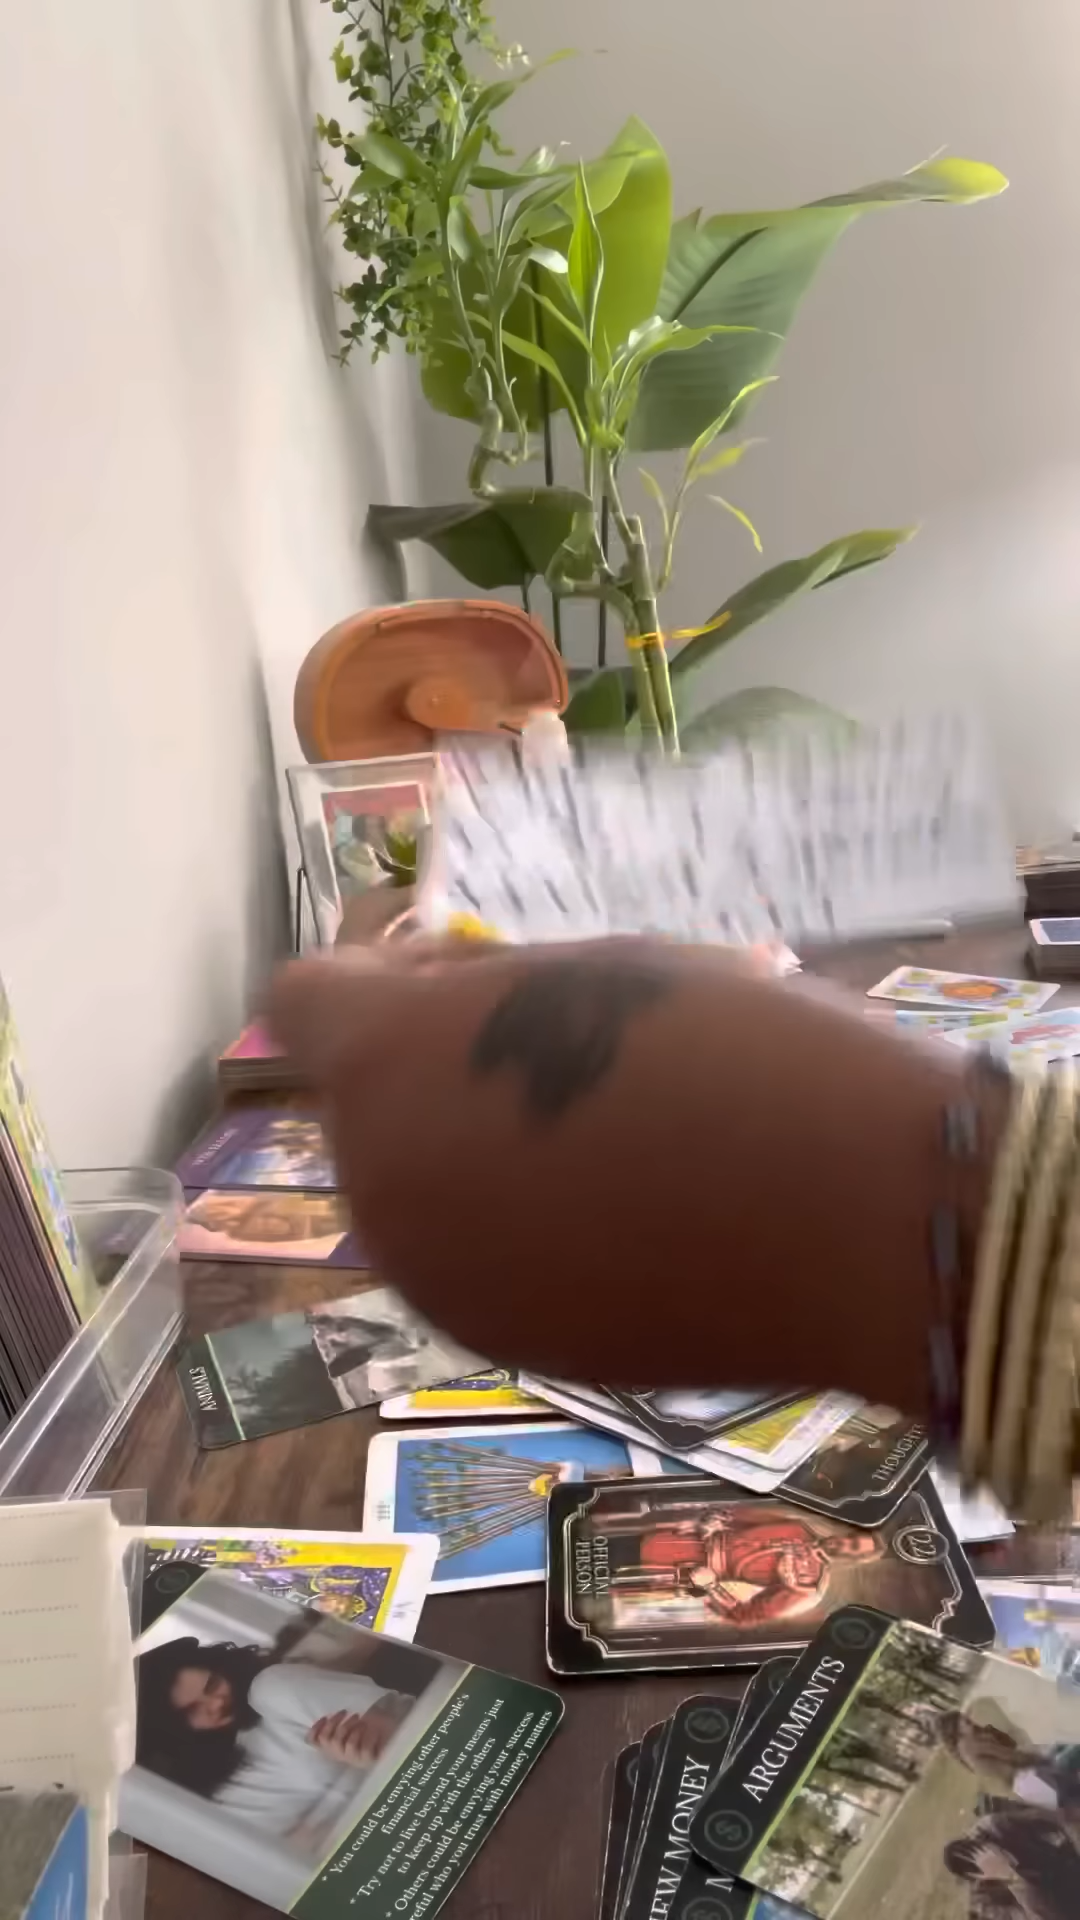 ANIMALS
THOUGHTS
OFFICIAL
PERSON
ARGUMENTS
NEW MONEY
• You could be envying other people's
financial success
• Try not to live beyond your means just
to keep up with the others
• Others could be envying your success
careful who you trust with money matters